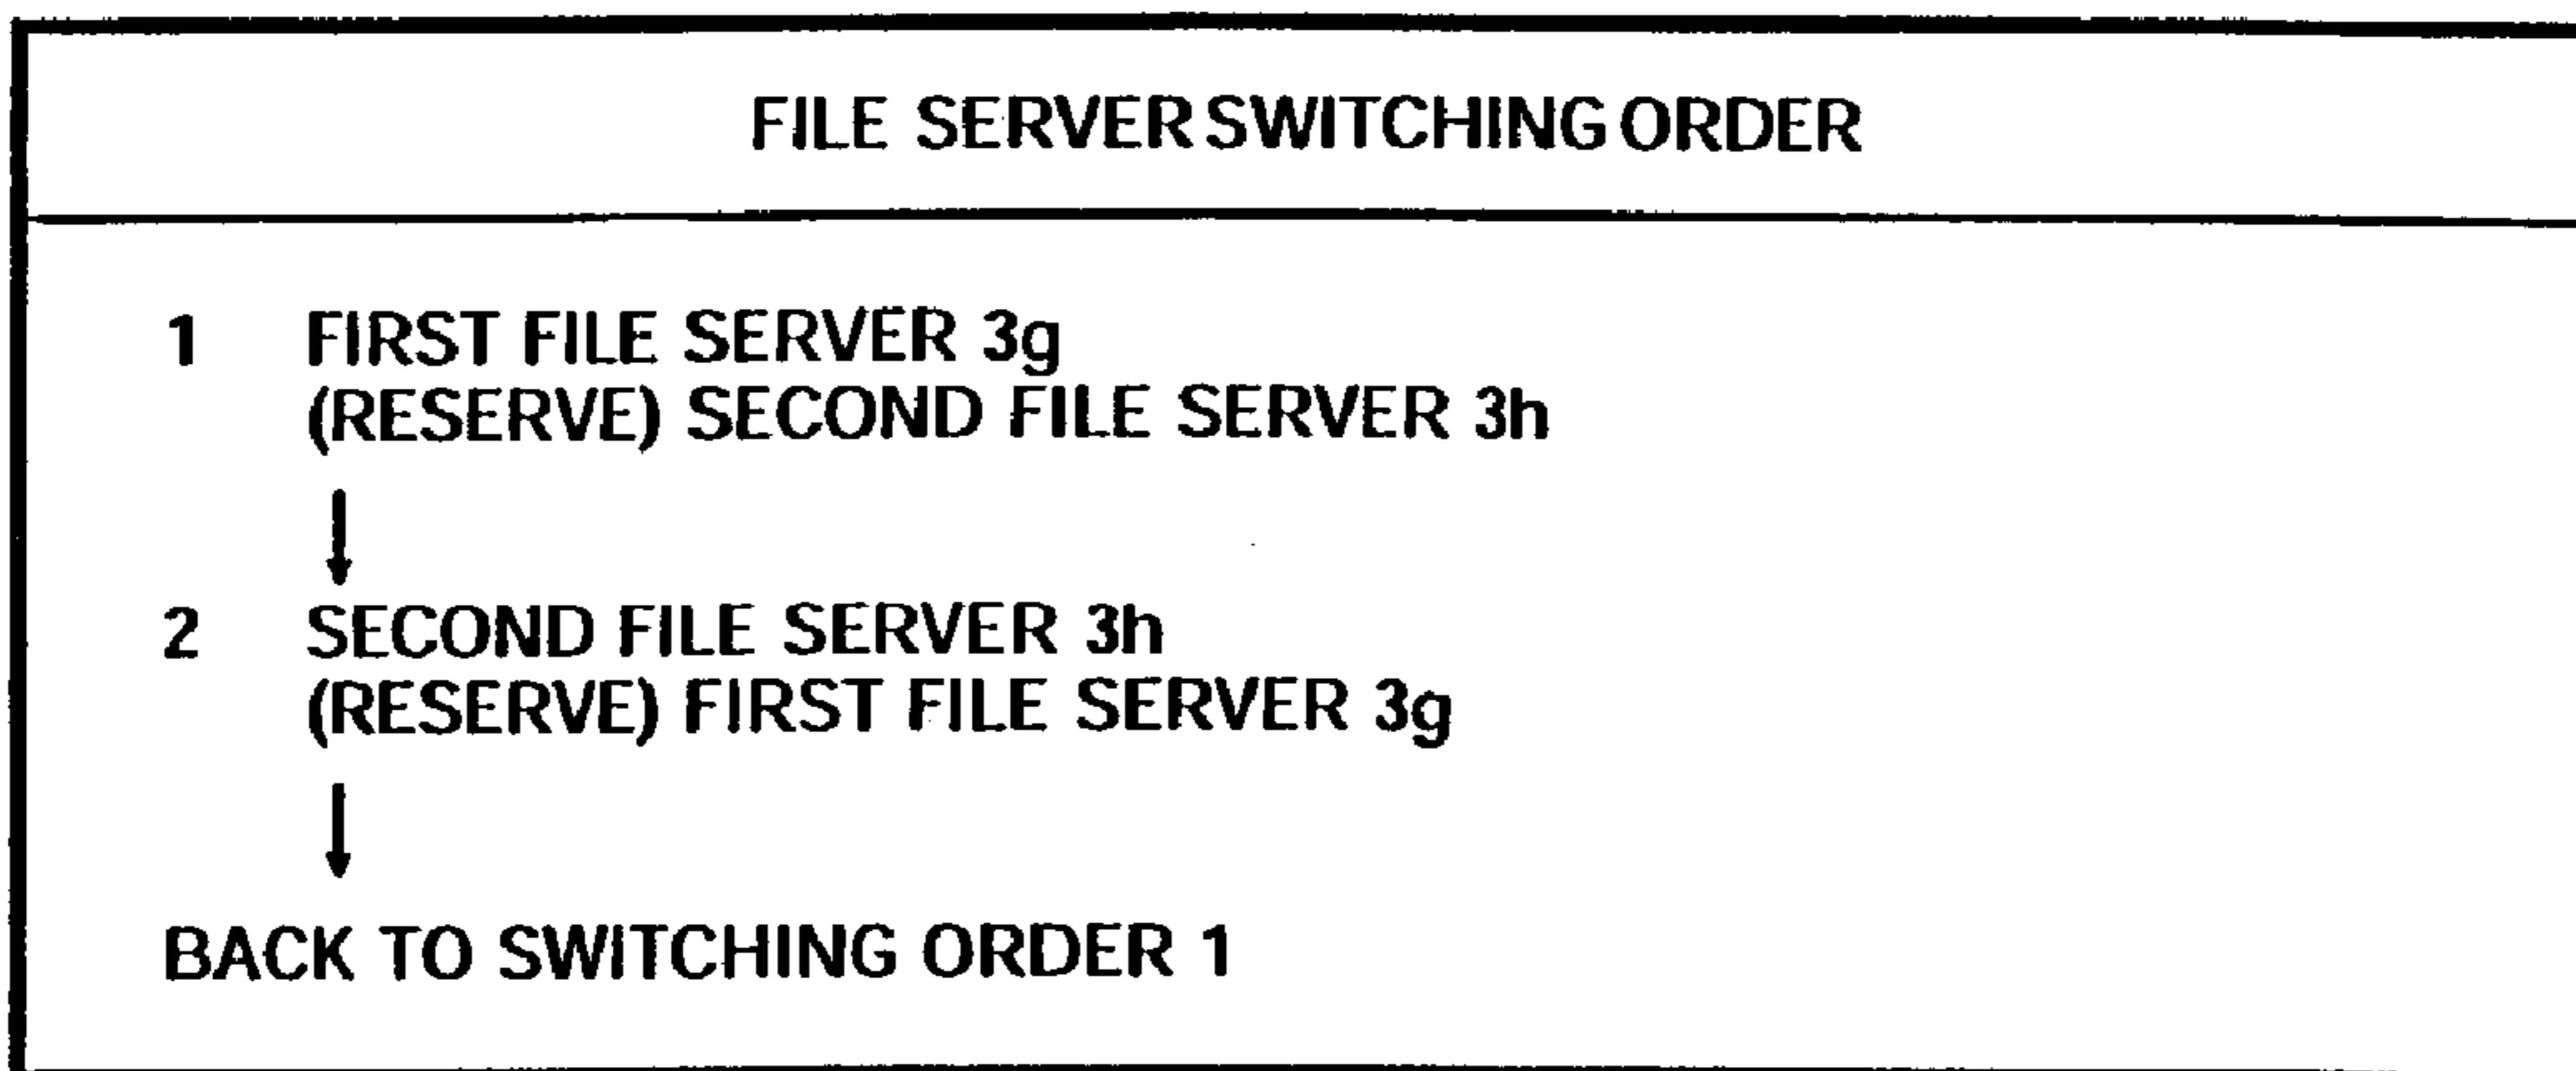 FILE SERVER SWITCHING ORDER
1 FIRST FILE SERVER 3g
(RESERVE) SECOND FILE SERVER 3h
2 SECOND FILE SERVER 3h
(RESERVE) FIRST FILE SERVER 3g
BACK TO SWITCHING ORDER 1